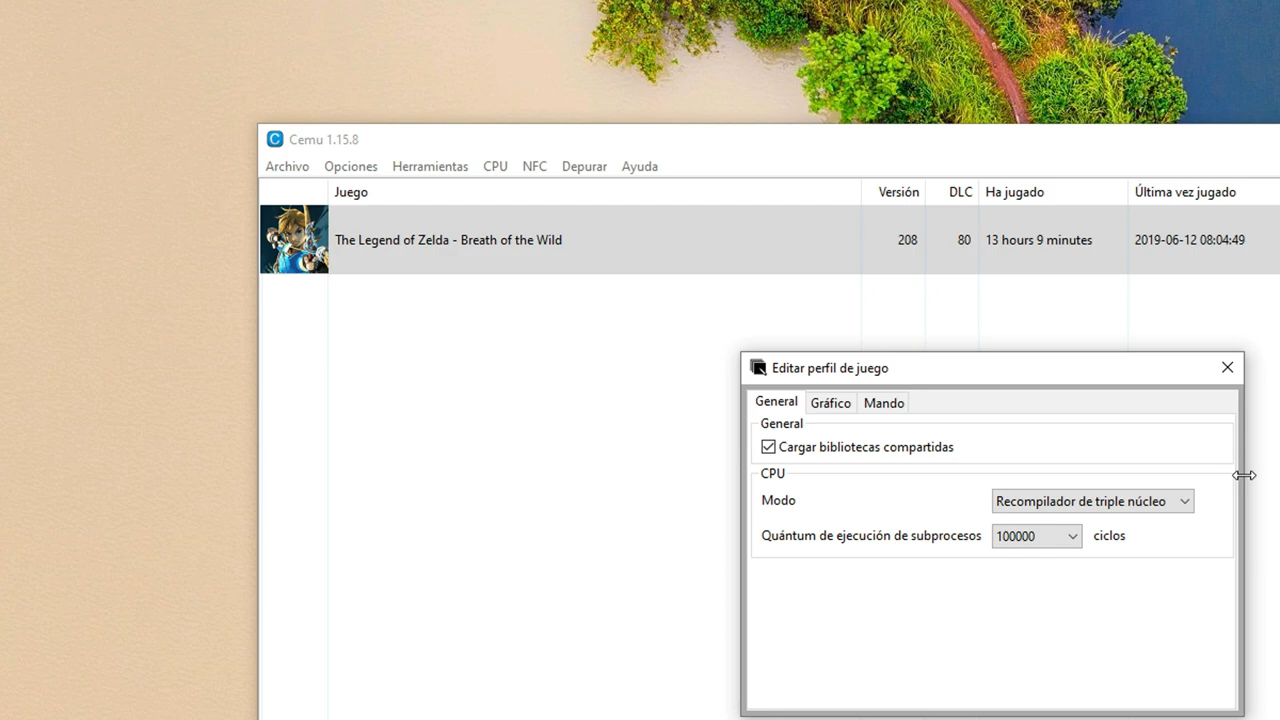 Cemu 1.15.8
Archivo Opciones Herramientas CPU NFC Depurar Ayuda
Juego Versión DLC Ha jugado Última vez jugado
The Legend of Zelda - Breath of the Wild 208 80 13 hours 9 minutes 2019-06-12 08:04:49
Editar perfil de juego
General Gráfico Mando
General
Cargar bibliotecas compartidas
CPU
Modo Recompilador de triple núcleo
Quántum de ejecución de subprocesos 100000 ciclos